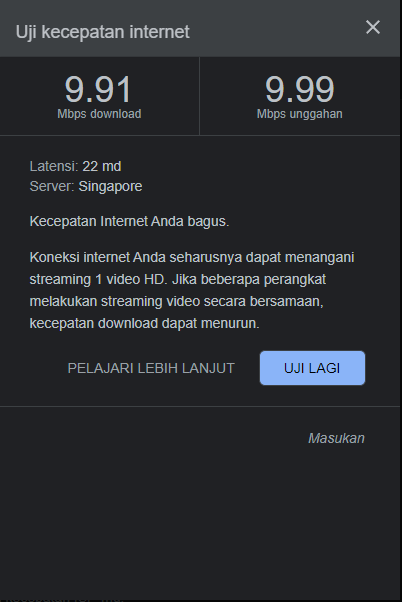 Uji kecepatan internet
9.91
Mbps download
9.99
Mbps unggahan
Latensi: 22 md
Server: Singapore
Kecepatan Internet Anda bagus.
Koneksi internet Anda seharusnya dapat menangani
streaming 1 video HD. Jika beberapa perangkat
melakukan streaming video secara bersamaan,
kecepatan download dapat menurun.
PELAJARI LEBIH LANJUT
UJI LAGI
Masukan